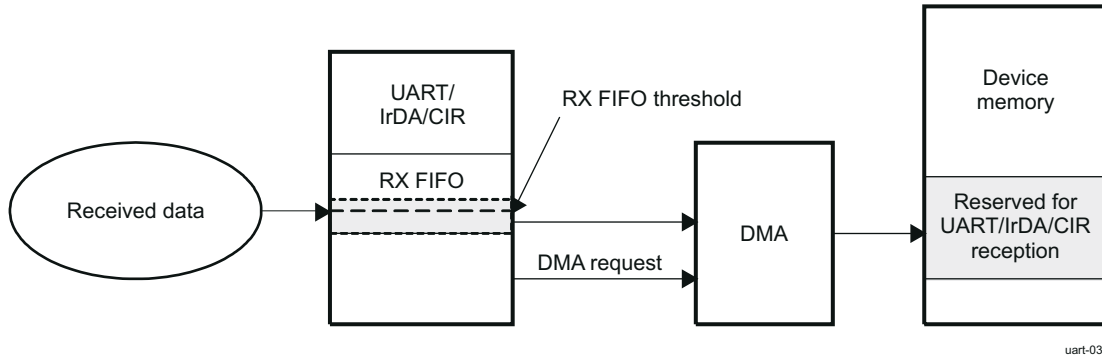 Received data
UART/
IrDA/CIR
RX FIFO
RX FIFO threshold
DMA request
DMA
Device
memory
Reserved for
UART/IrDA/CIR
reception
uart-03